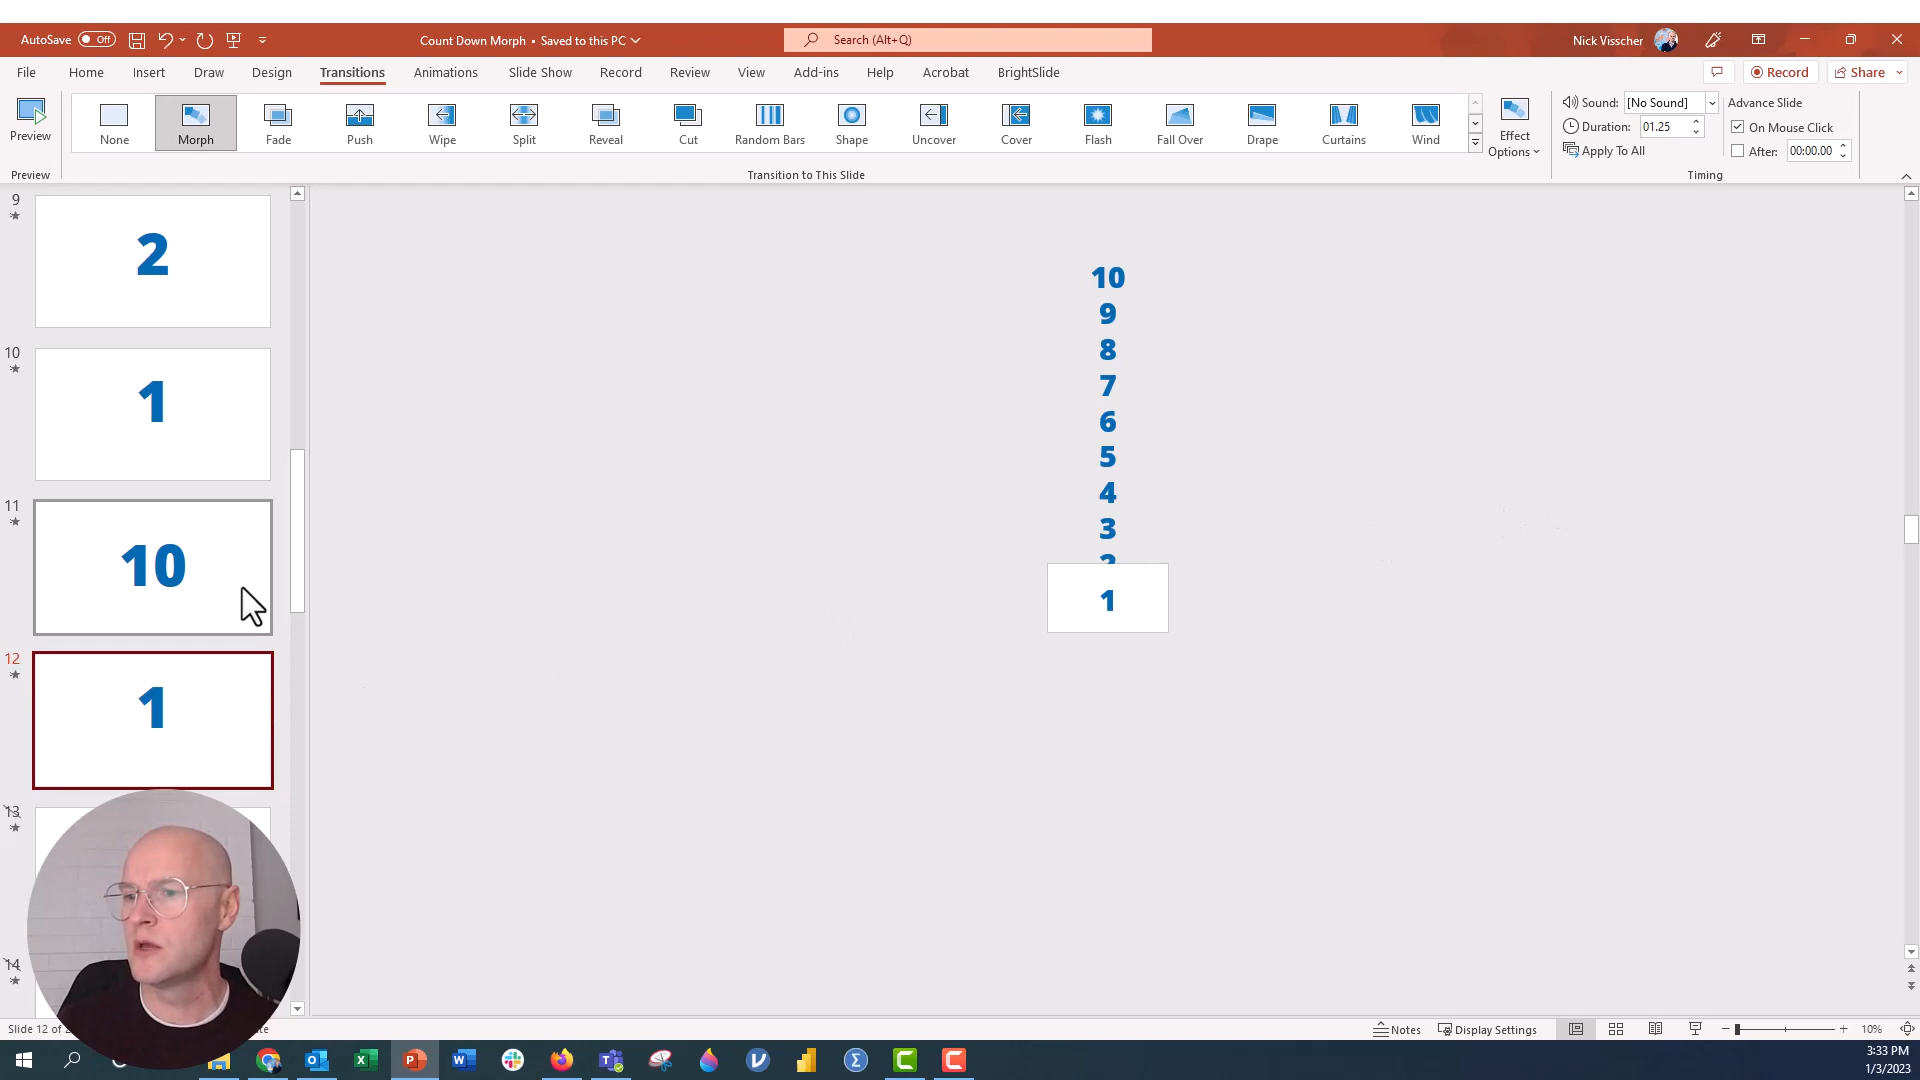 AutoSave Off
Count Down Morph • Saved to this PC
Search (Alt+Q)
Nick Visscher
File Home Insert Draw Design Transitions Animations Slide Show Record Review View Add-ins Help Acrobat BrightSlide
Record Share
Preview None Morph Fade Push Wipe Split Reveal Cut Random Bars Shape Uncover Cover Flash Fall Over Drape Curtains Wind
Effect
Options
Sound: [No Sound]
Duration: 01.25
Apply To All
Advance Slide
On Mouse Click
After: 00:00.00
Preview
Transition to This Slide
Timing
9
2
10
1
11
10
12
1
13
14
10
9
8
7
6
5
4
3
1
Slide 12 of
Notes Display Settings 10%
3:33 PM
1/3/2023